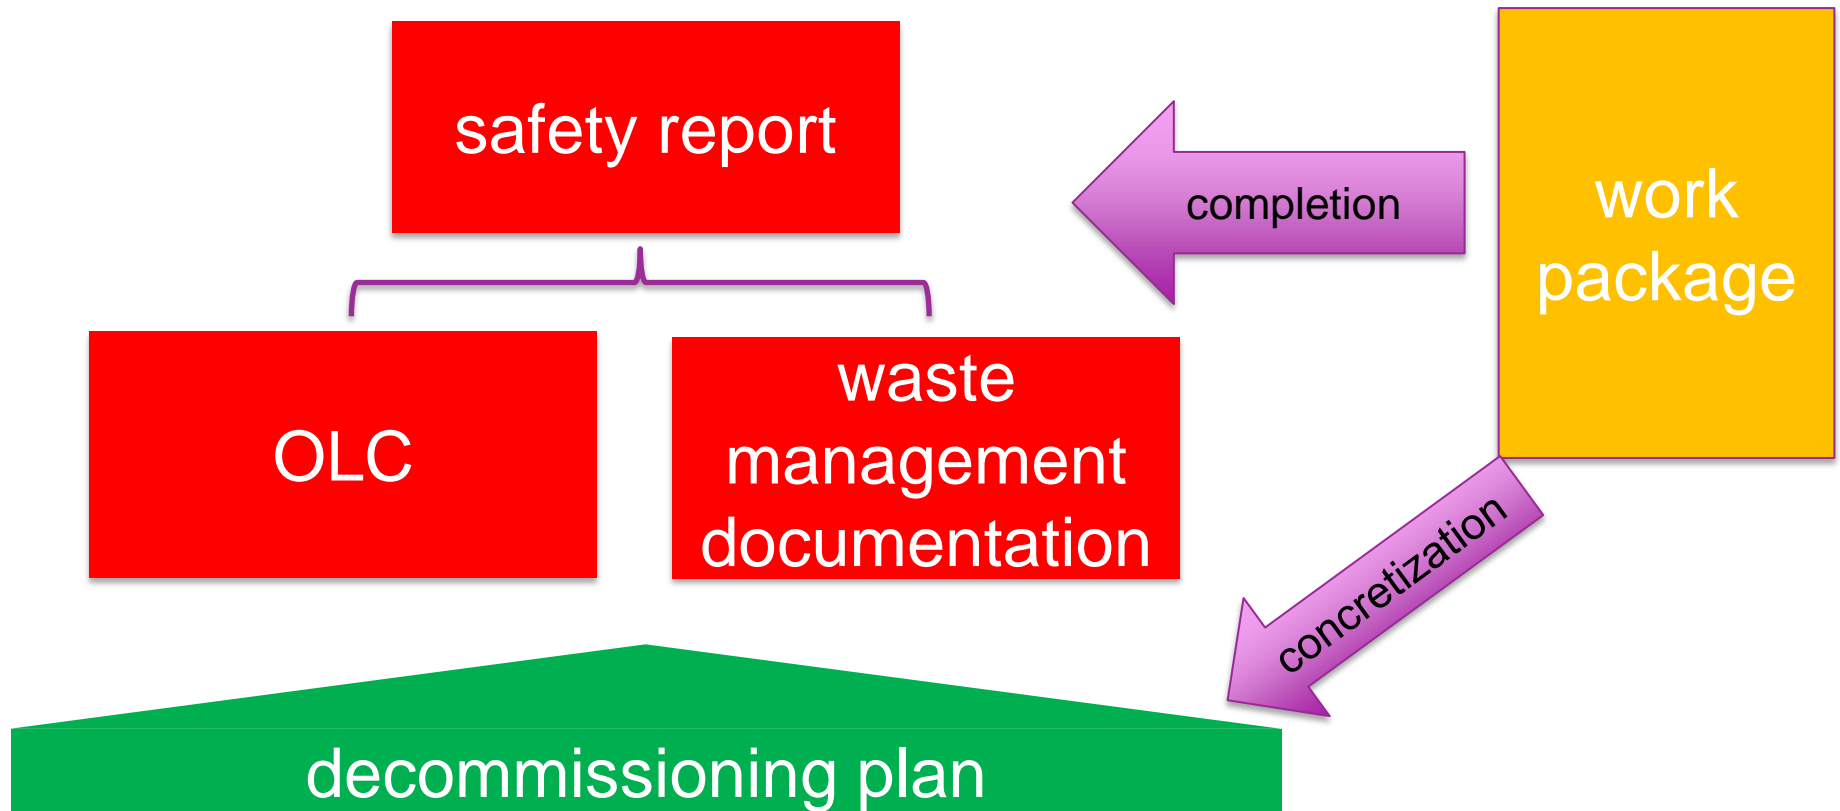 safety report
completion
work
package
OLC
waste
management
documentation
concretization
decommissioning plan